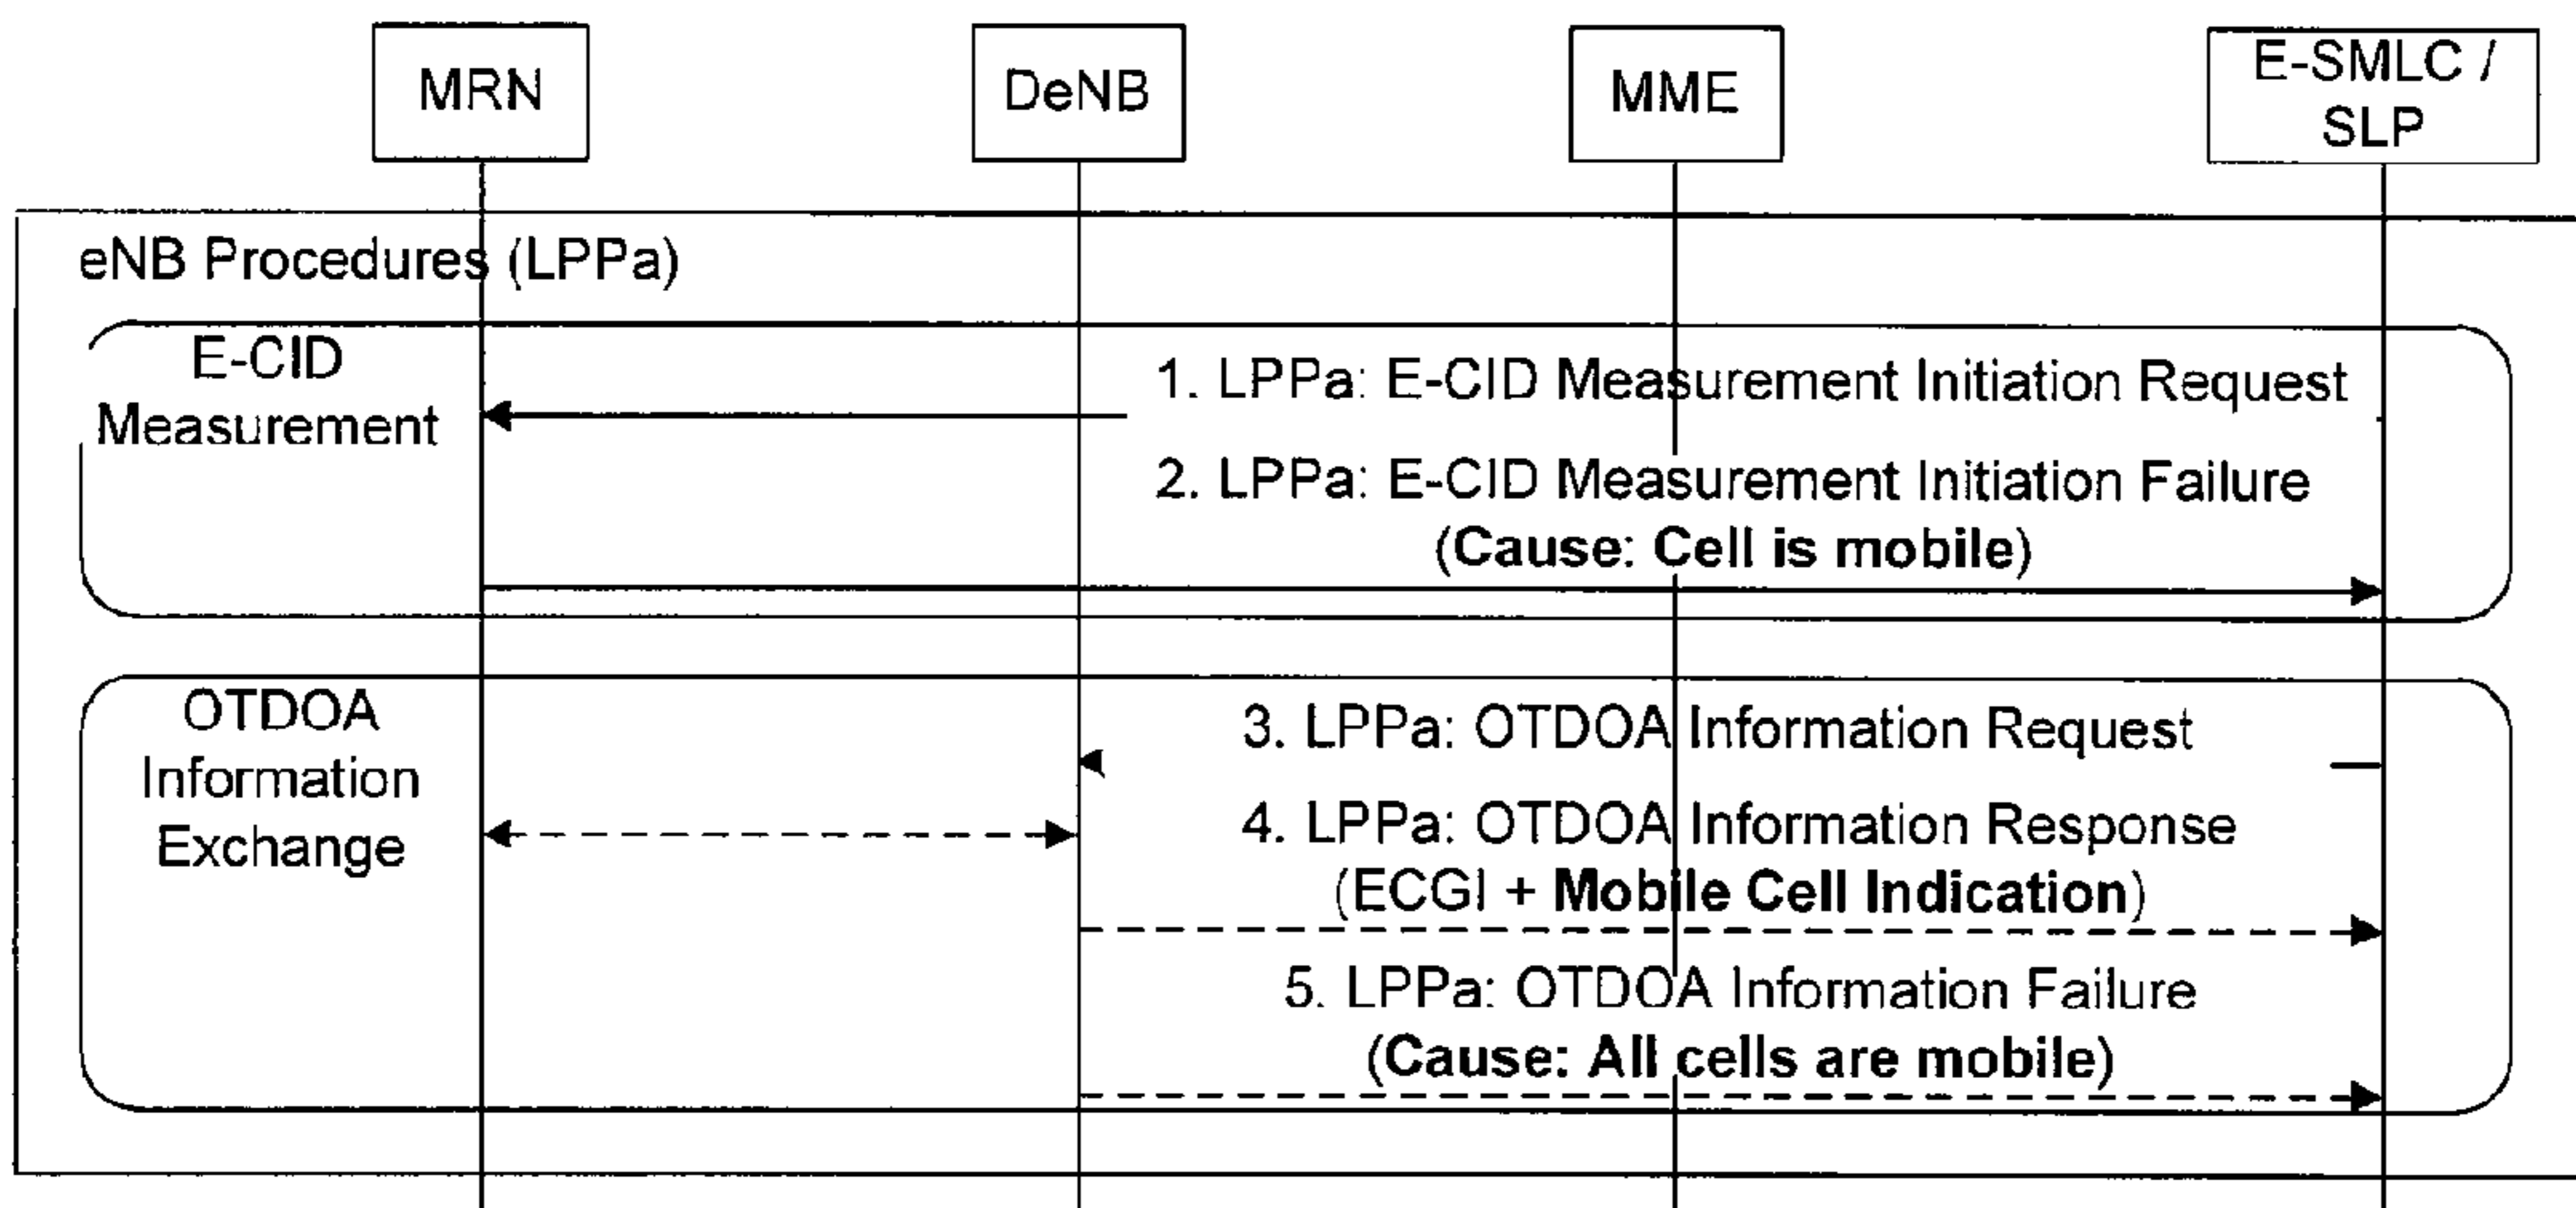 MRN
DeNB
MME
E-SMLC /
SLP
eNB Procedures (LPPa)
E-CID
Measurement
1. LPPa: E-CID Measurement Initiation Request
2. LPPa: E-CID Measurement Initiation Failure
(Cause: Cell is mobile)
OTDOA
Information
Exchange
3. LPPa: OTDOA Information Request
4. LPPa: OTDOA Information Response
(ECGI + Mobile Cell Indication)
5. LPPa: OTDOA Information Failure
(Cause: All cells are mobile)